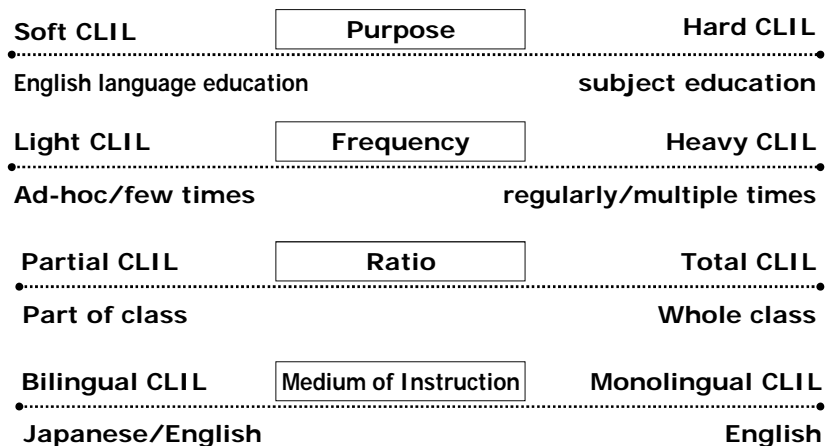 Soft CLIL Purpose Hard CLIL
English language education subject education
Light CLIL Frequency Heavy CLIL
Ad-hoc/few times regularly/multiple times
Partial CLIL Ratio Total CLIL
Part of class Whole class
Bilingual CLIL Medium of Instruction Monolingual CLIL
Japanese/English English